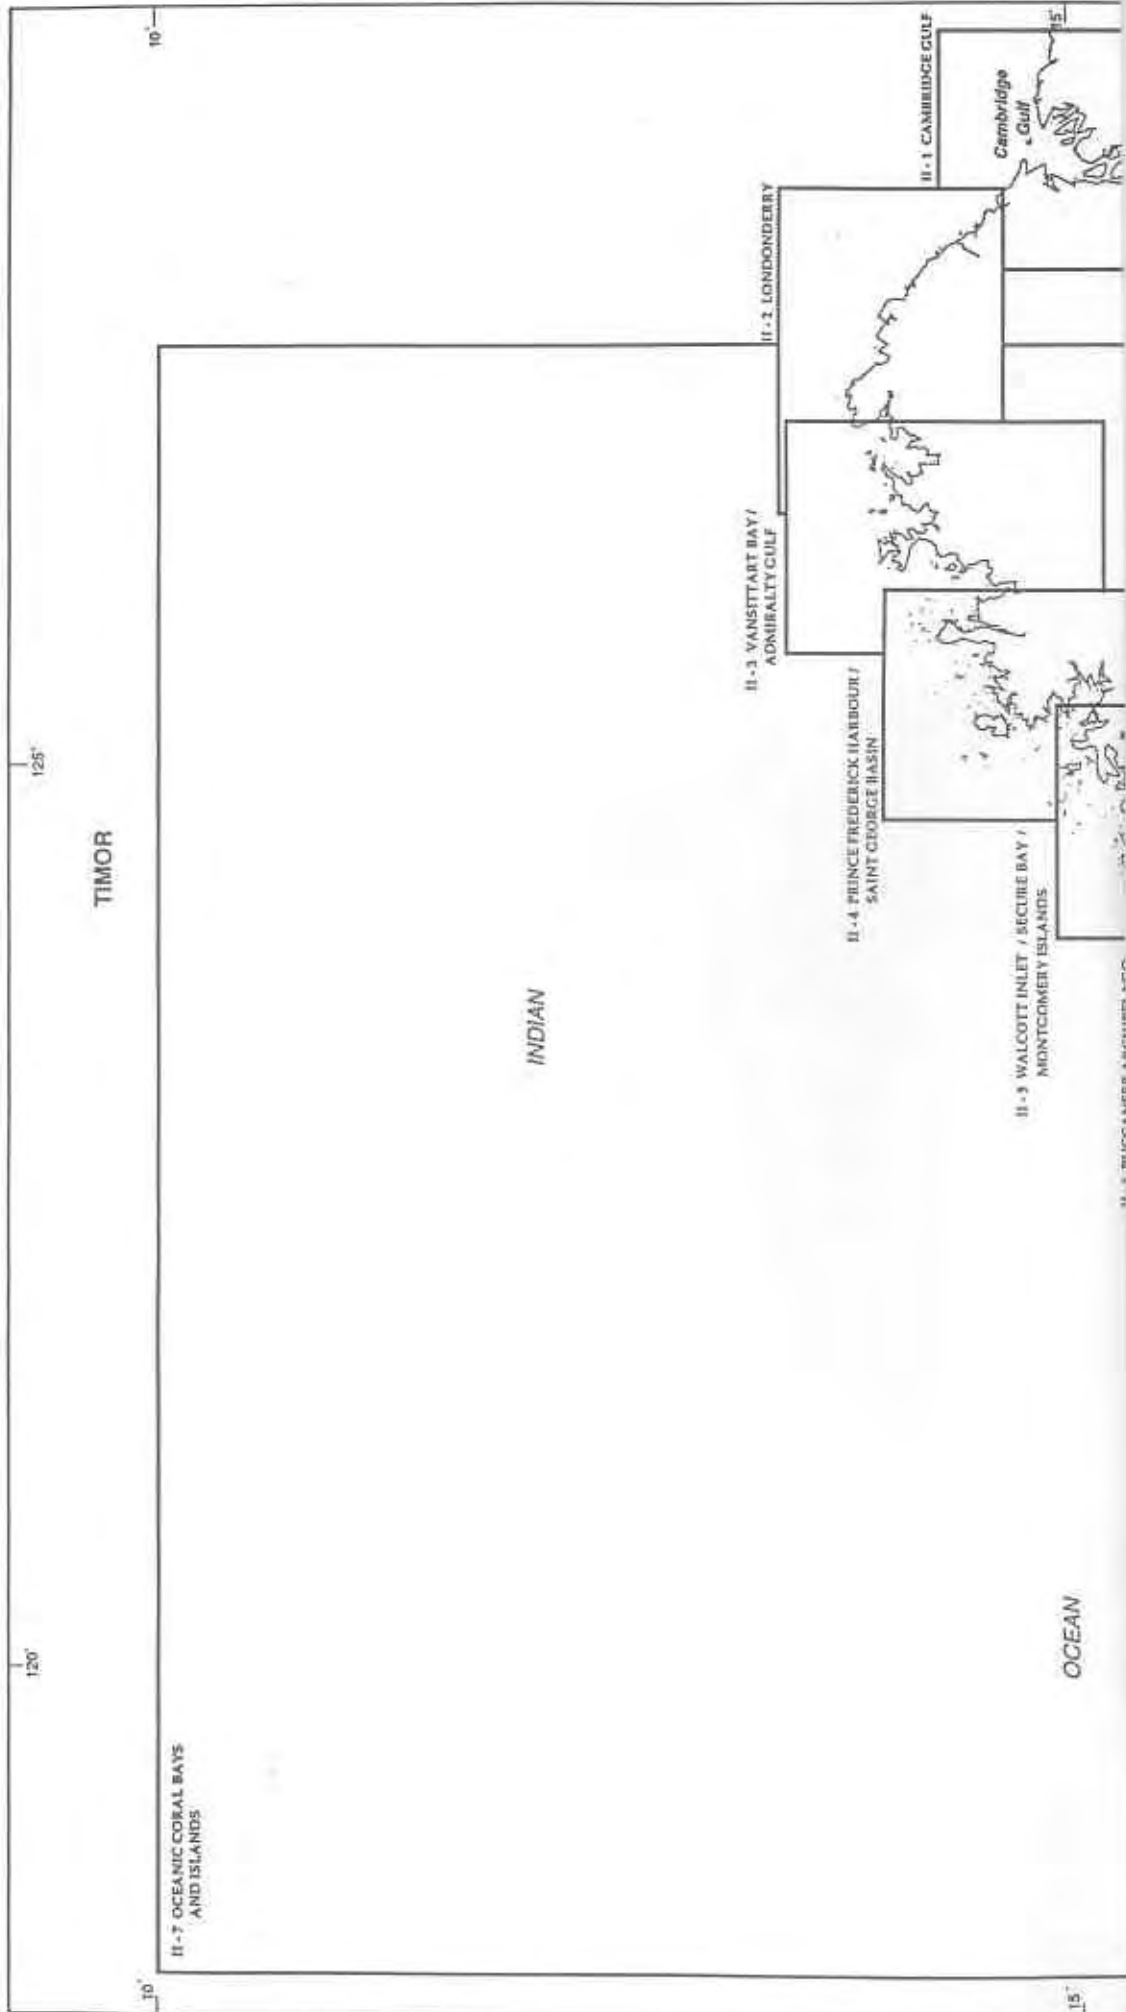 120°
125°
TIMOR
10°
10°
II - 7 OCEANIC CORAL BAYS
AND ISLANDS
INDIAN
II - 3 VANSITTART BAY /
ADMIRALTY GULF
II - 2 LONDONDERRY
II - 4 PRINCE FREDERICK HARBOUR /
SAINT GEORGE BASIN
II - 1 CAMBRIDGE GULF
Cambridge
Gulf
II - 5 WALCOTT INLET / SECURE BAY /
MONTGOMERY ISLANDS
OCEAN
15°
15°